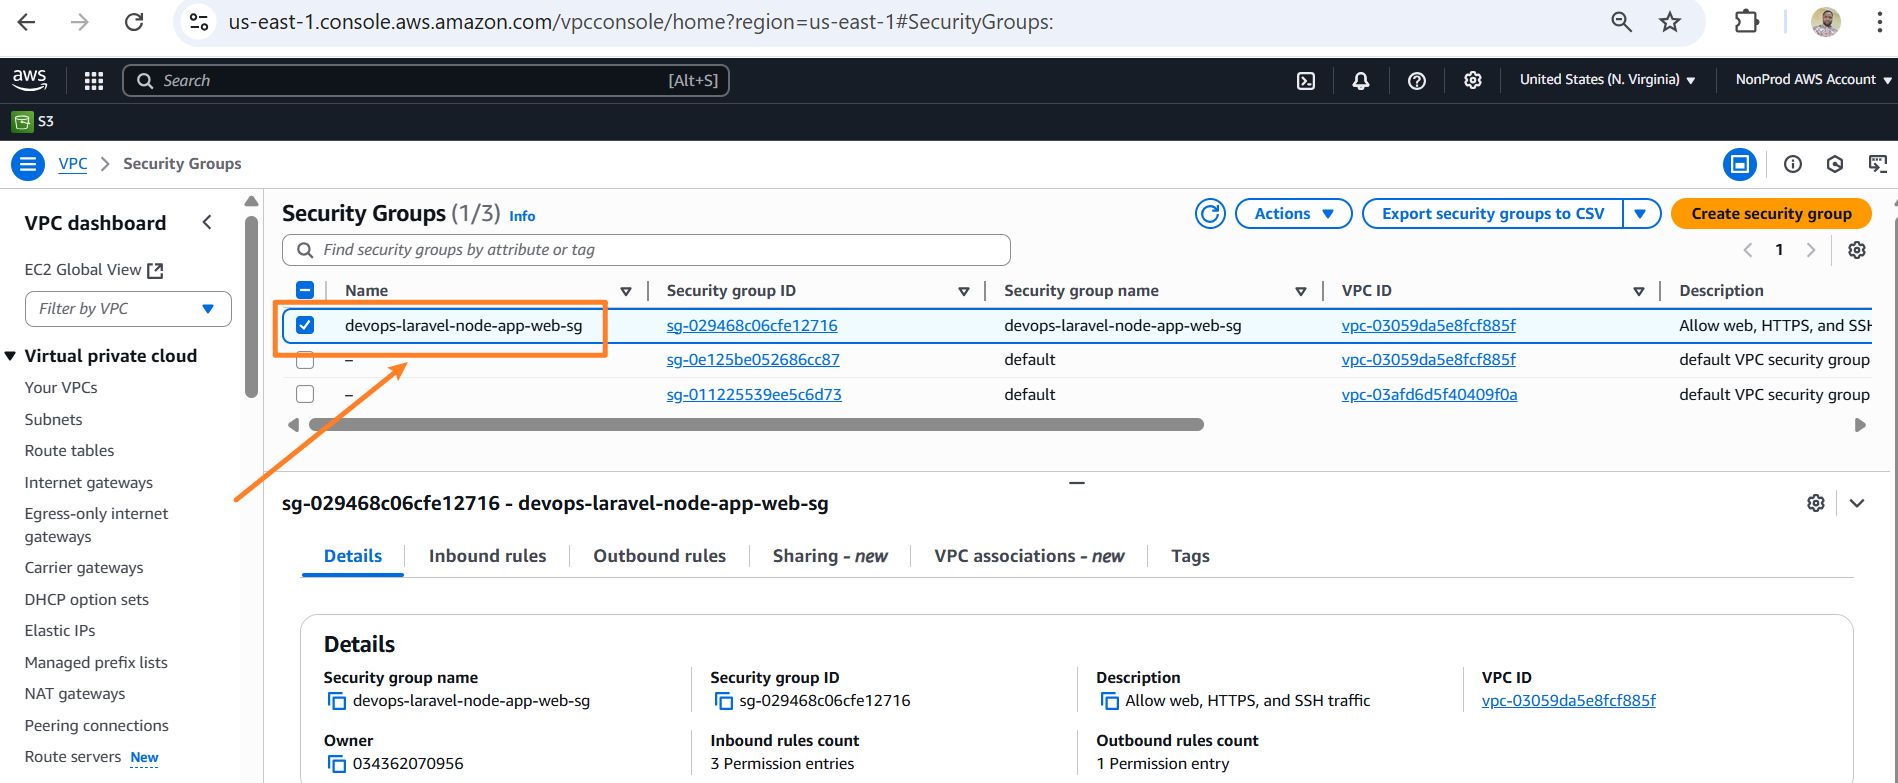 us-east-1.console.aws.amazon.com/vpcconsole/home?region=us-east-1#SecurityGroups:
aws
Search
[Alt+S]
United States (N. Virginia)
NonProd AWS Account
S3
VPC
Security Groups
VPC dashboard
EC2 Global View
Filter by VPC
Virtual private cloud
Your VPCs
Subnets
Route tables
Internet gateways
Egress-only internet
gateways
Carrier gateways
DHCP option sets
Elastic IPs
Managed prefix lists
NAT gateways
Peering connections
Route servers New
Security Groups (1/3) Info
Actions
Export security groups to CSV
Create security group
Find security groups by attribute or tag
1
Name Security group ID Security group name VPC ID Description
devops-laravel-node-app-web-sg sg-029468c06cfe12716 devops-laravel-node-app-web-sg vpc-03059da5e8fcf885f Allow web, HTTPS, and SSH
– sg-0e125be052686cc87 default vpc-03059da5e8fcf885f default VPC security group
– sg-011225539ee5c6d73 default vpc-03afd6d5f40409f0a default VPC security group
sg-029468c06cfe12716 - devops-laravel-node-app-web-sg
Details Inbound rules Outbound rules Sharing - new VPC associations - new Tags
Details
Security group name
devops-laravel-node-app-web-sg
Security group ID
sg-029468c06cfe12716
Description
Allow web, HTTPS, and SSH traffic
VPC ID
vpc-03059da5e8fcf885f
Owner
034362070956
Inbound rules count
3 Permission entries
Outbound rules count
1 Permission entry